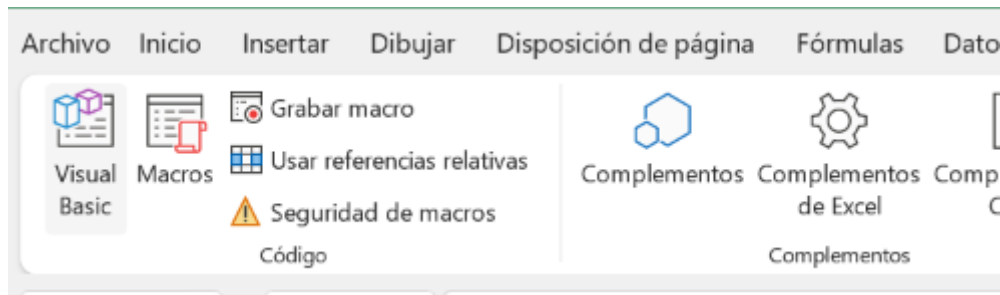 Archivo Inicio Insertar Dibujar Disposición de página Fórmulas
Visual
Basic
Macros
Grabar macro
Usar referencias relativas
Seguridad de macros
Código
Complementos
Complementos
de Excel
Complementos